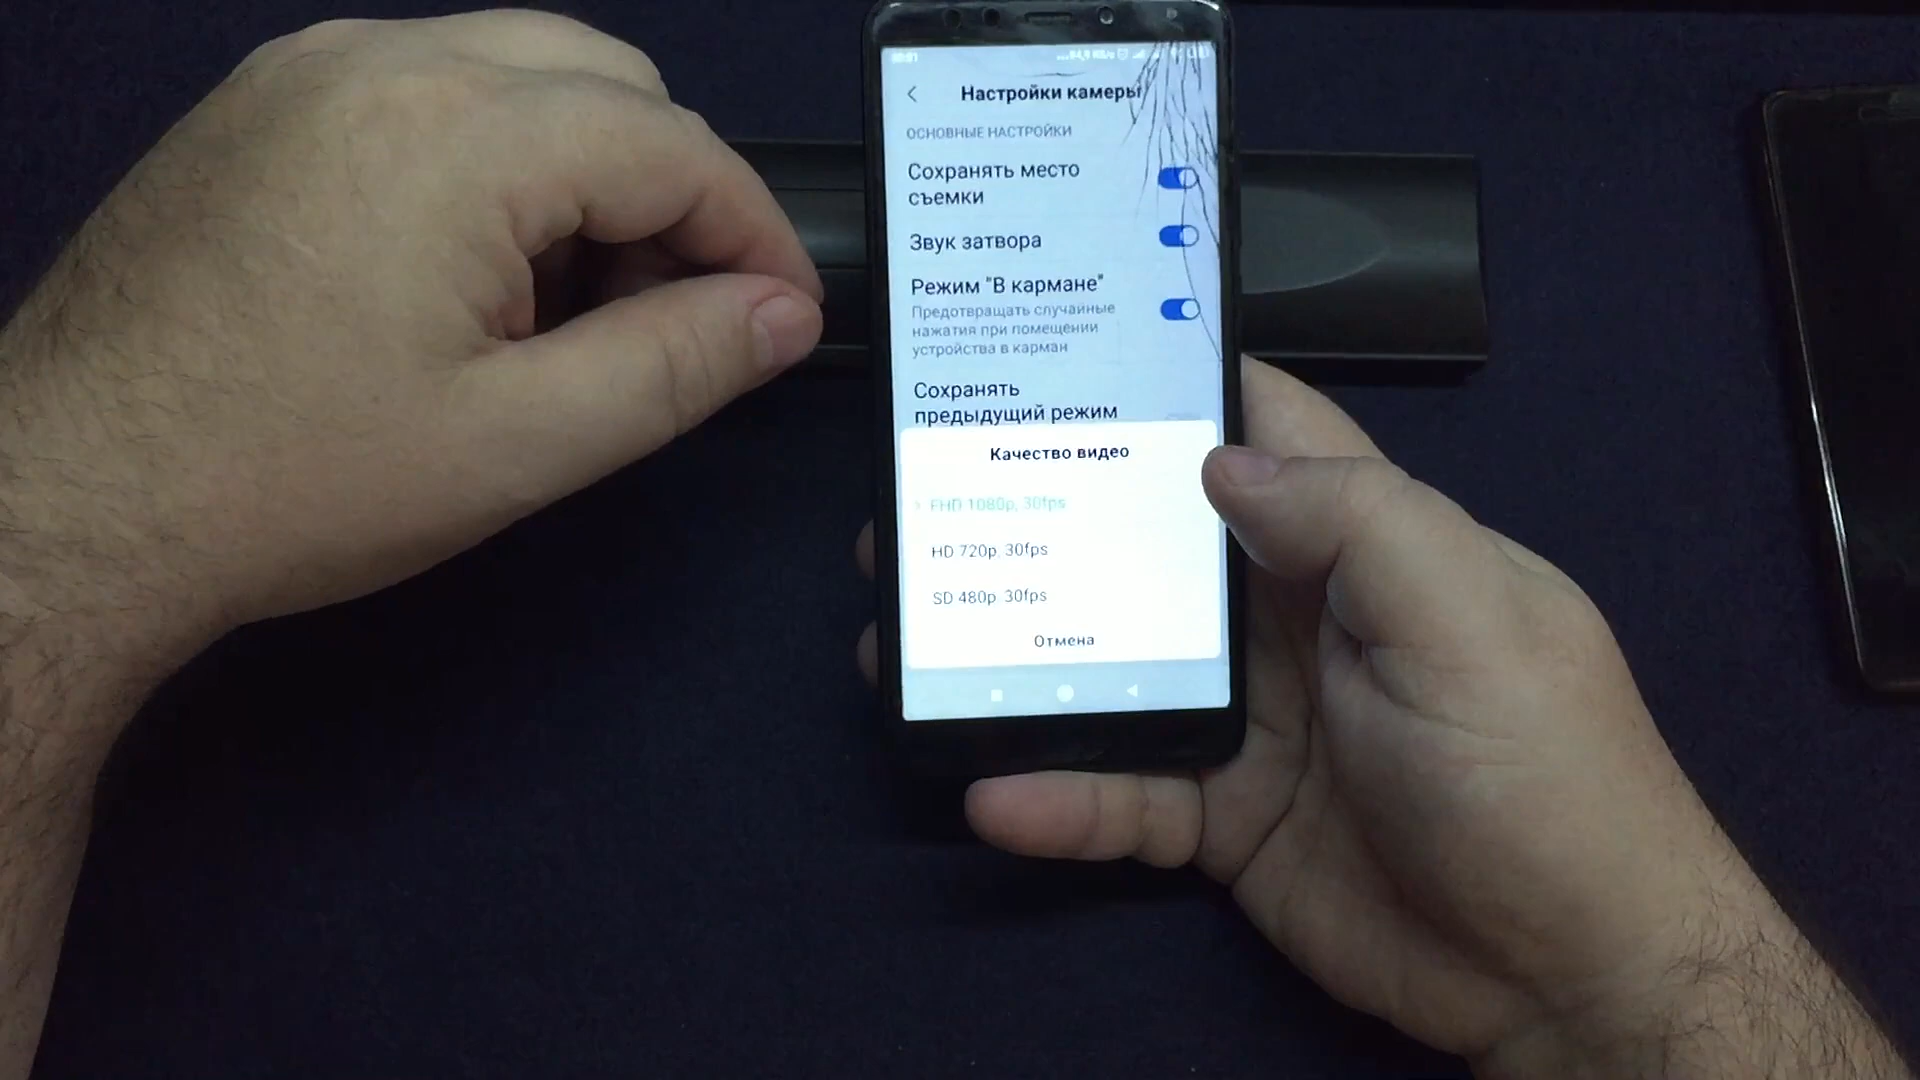 Настройки камеры
ОСНОВНЫЕ НАСТРОЙКИ
Сохранять место
съемки
Звук затвора
Режим "В кармане"
Предотвращать случайные
нажатия при помещении
устройства в карман
Сохранять
предыдущий режим
Качество видео
FHD 1080p, 30fps
HD 720p, 30fps
SD 480p, 30fps
Отмена